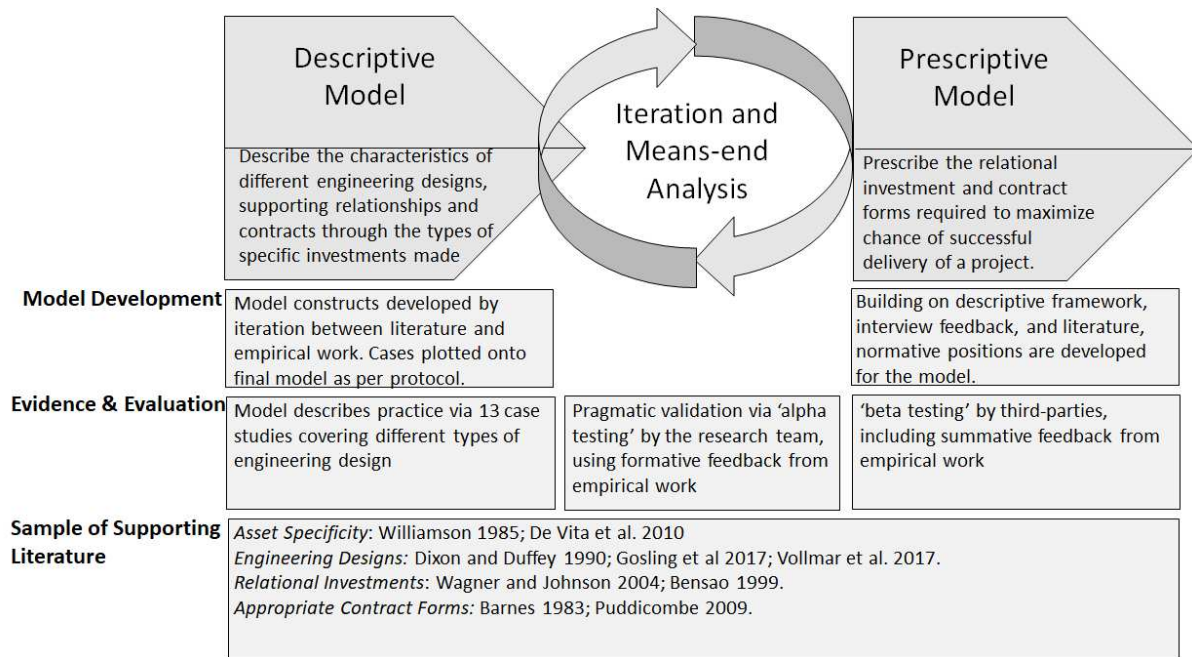 Descriptive
Model
Describe the characteristics of
different engineering designs,
supporting relationships and
contracts through the types of
specific investments made
Iteration and
Means-end
Analysis
Prescriptive
Model
Prescribe the relational
investment and contract
forms required to maximize
chance of successful
delivery of a project.
Model Development
Model constructs developed by
iteration between literature and
empirical work. Cases plotted onto
final model as per protocol.
Building on descriptive framework,
interview feedback, and literature,
normative positions are developed
for the model.
Evidence & Evaluation
Model describes practice via 13 case
studies covering different types of
engineering design
Pragmatic validation via ‘alpha
testing’ by the research team,
using formative feedback from
empirical work
‘beta testing’ by third-parties,
including summative feedback from
empirical work
Sample of Supporting
Literature
Asset Specificity: Williamson 1985; De Vita et al. 2010
Engineering Designs: Dixon and Duffey 1990; Gosling et al 2017; Vollmar et al. 2017.
Relational Investments: Wagner and Johnson 2004; Bensao 1999.
Appropriate Contract Forms: Barnes 1983; Puddicombe 2009.